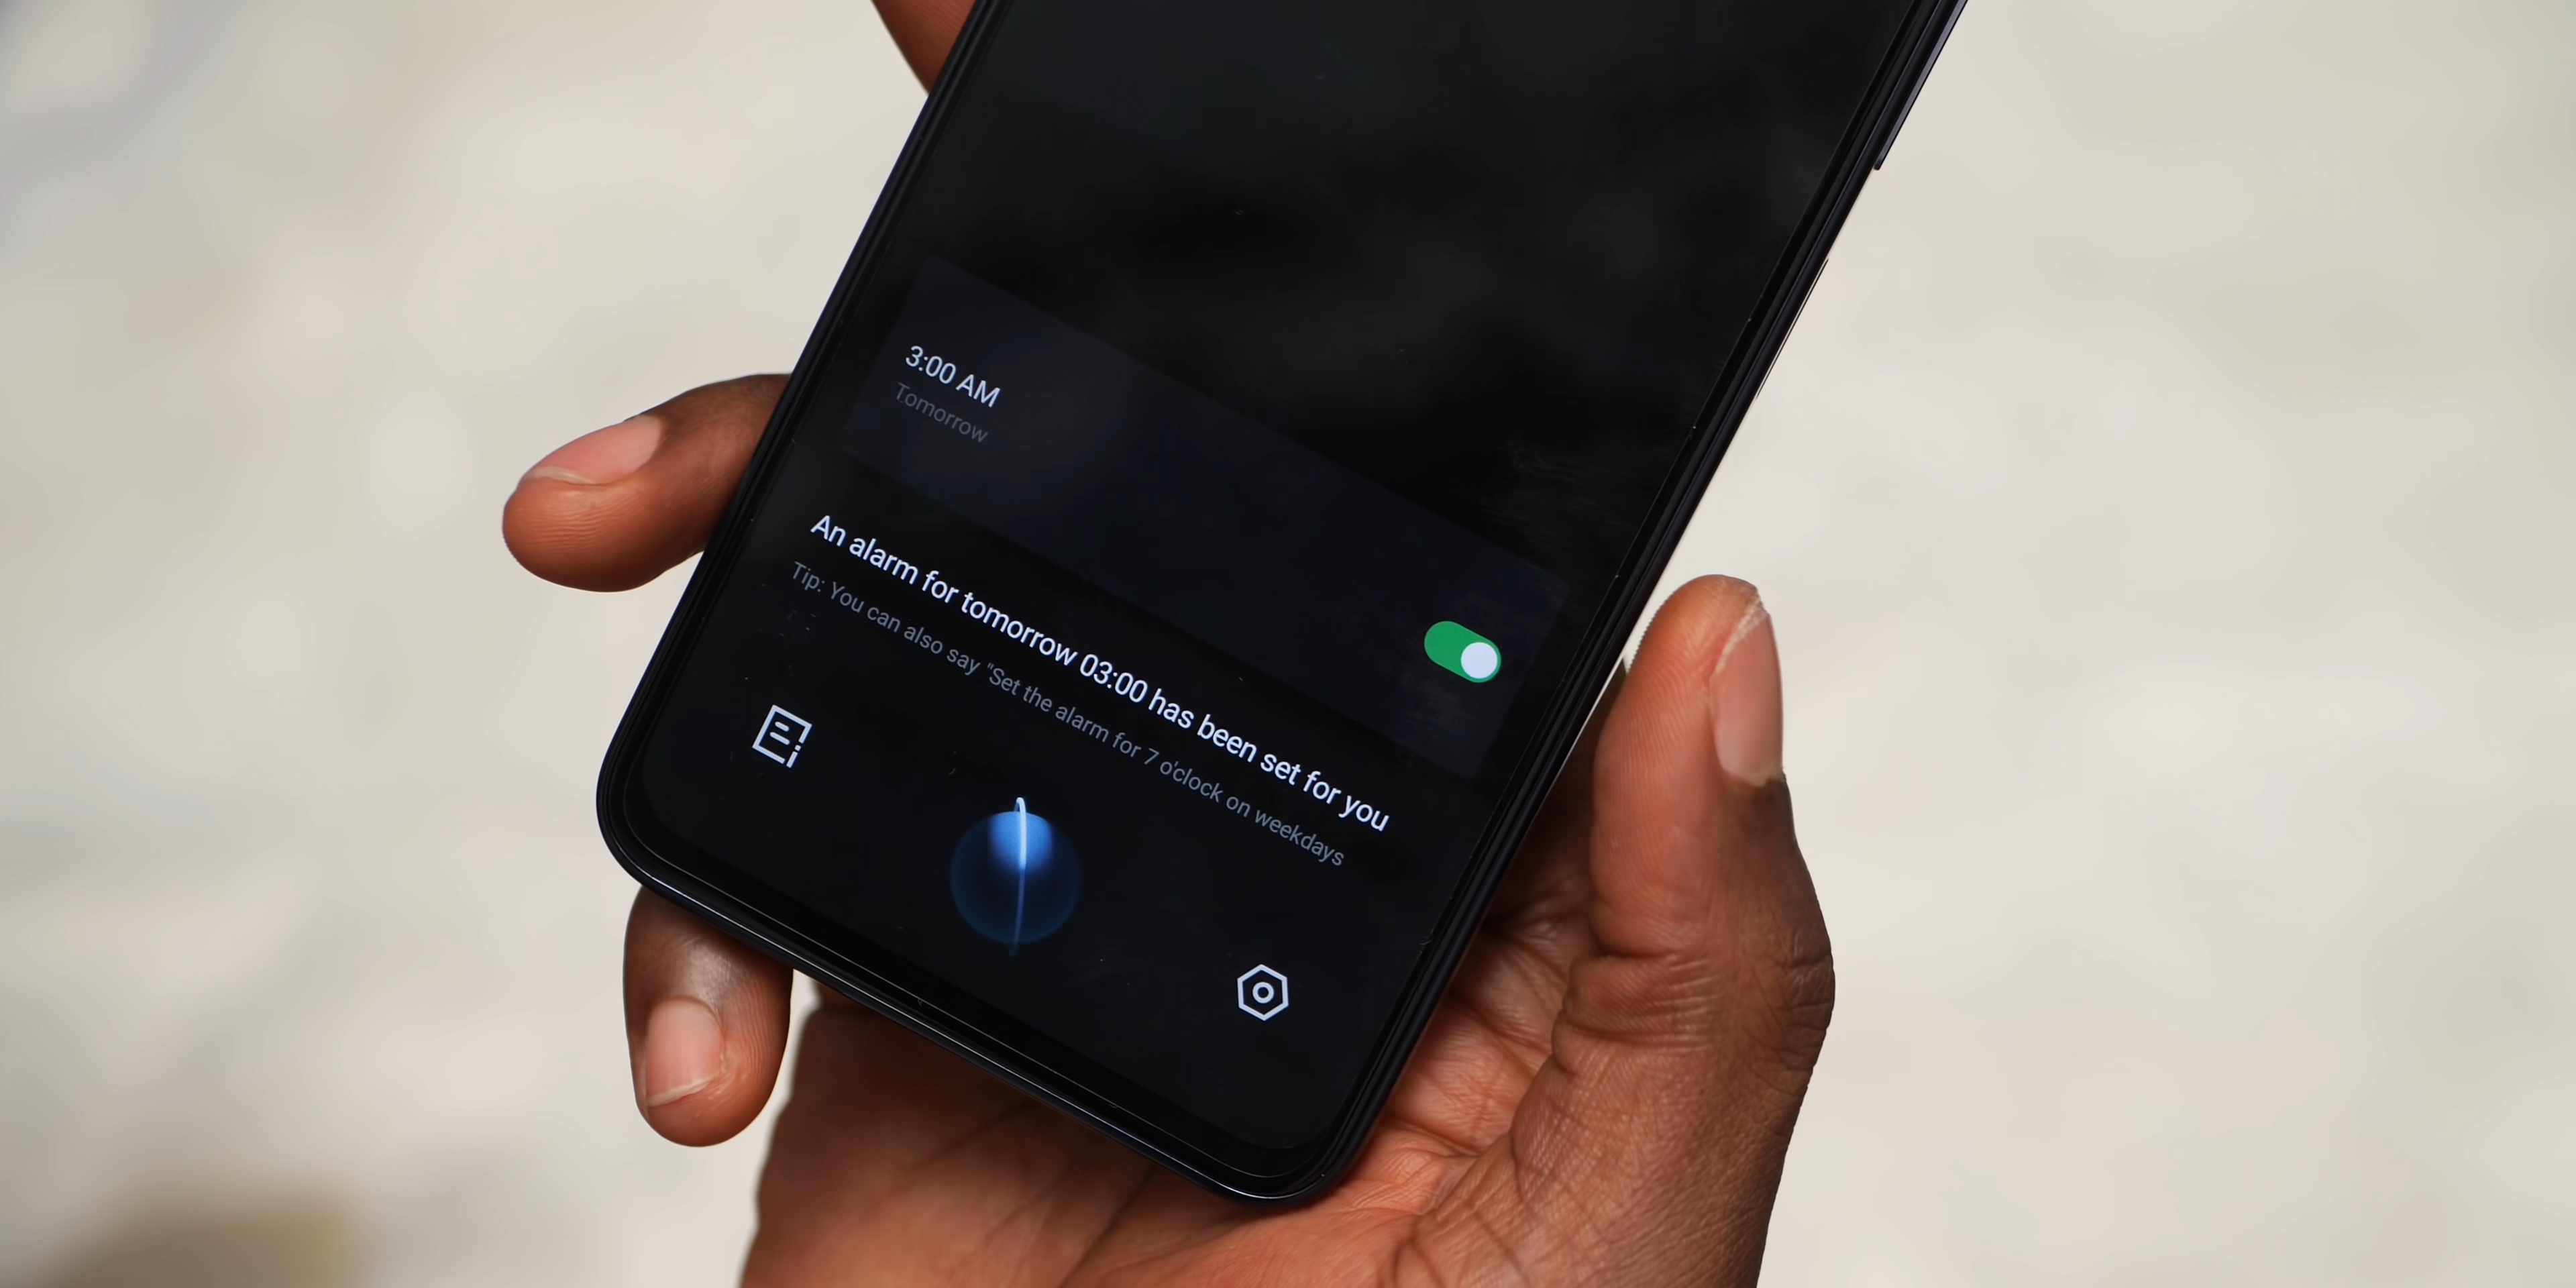 3:00 AM
Tomorrow
An alarm for tomorrow 03:00 has been set for you
Tip: You can also say "Set the alarm for 7 o'clock on weekdays